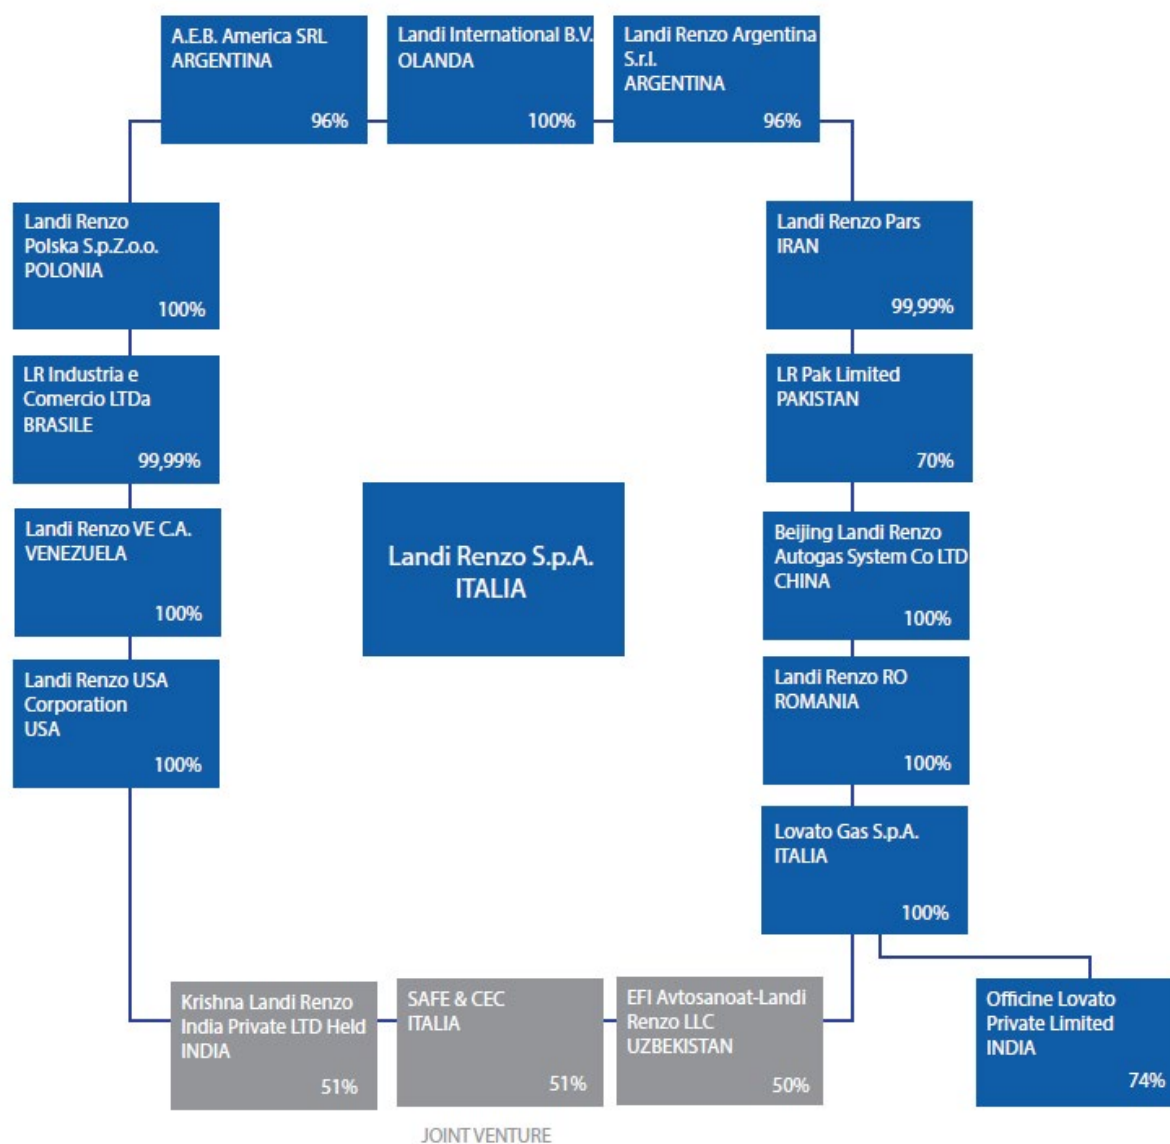 A.E.B. America SRL
ARGENTINA
96%
Landi International B.V.
OLANDA
100%
Landi Renzo Argentina
S.r.l.
ARGENTINA
96%
Landi Renzo
Polska S.p.Z.o.o.
POLONIA
100%
Landi Renzo Pars
IRAN
99,99%
LR Industria e
Comercio LTDa
BRASILE
99,99%
LR Pak Limited
PAKISTAN
70%
Landi Renzo VE C.A.
VENEZUELA
100%
Landi Renzo S.p.A.
ITALIA
Beijing Landi Renzo
Autogas System Co LTD
CHINA
100%
Landi Renzo USA
Corporation
USA
100%
Landi Renzo RO
ROMANIA
100%
Lovato Gas S.p.A.
ITALIA
100%
Krishna Landi Renzo
India Private LTD Held
INDIA
51%
SAFE & CEC
ITALIA
51%
EFI Avtosanoat-Landi
Renzo LLC
UZBEKISTAN
50%
Officine Lovato
Private Limited
INDIA
74%
JOINT VENTURE